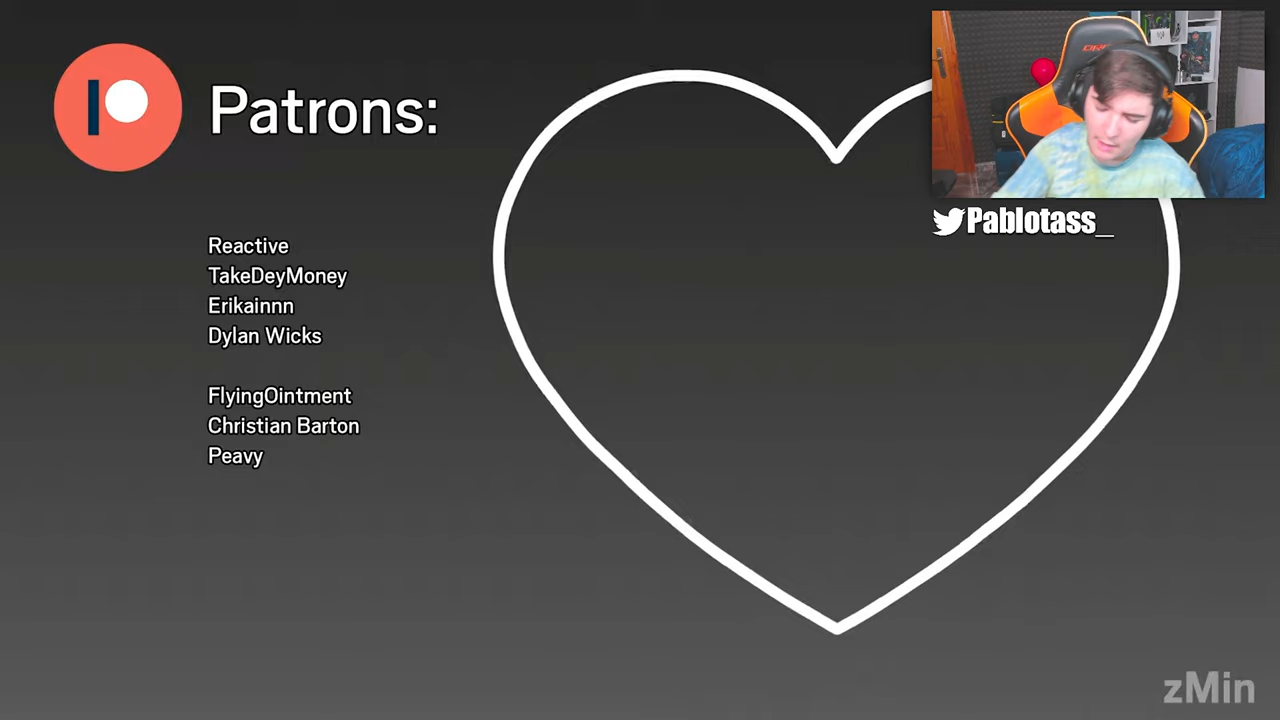 Patrons:
Reactive
TakeDeyMoney
Erikainnn
Dylan Wicks
FlyingOintment
Christian Barton
Peavy
Pablotass_
zMin